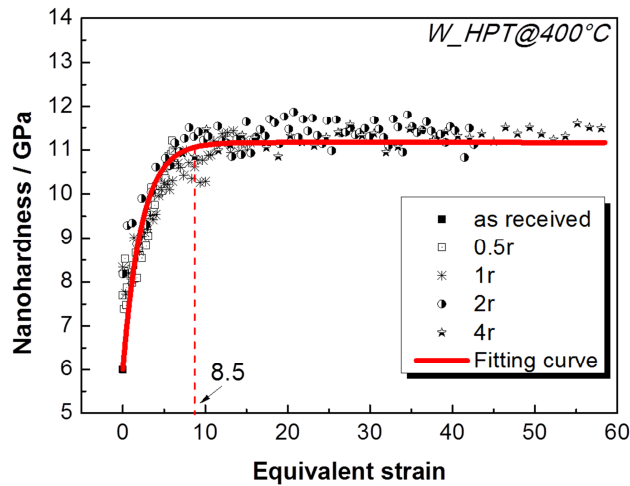 W_HPT@400°C
14
13
12
11
10
9
8
7
6
5
Nanohardness / GPa
as received
0.5r
1r
2r
4r
Fitting curve
8.5
0 10 20 30 40 50 60
Equivalent strain